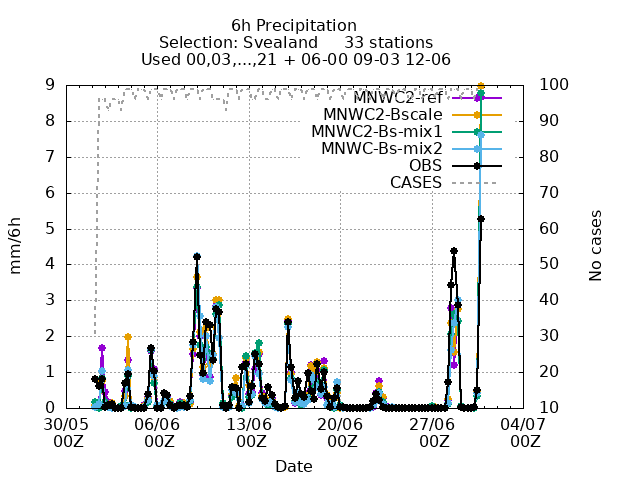 6h Precipitation
Selection: Svealand 33 stations
Used 00,03,...,21 + 06-00 09-03 12-06
9 100
8 90
7 80
6 70
5 60
4 50
3 40
2 30
1 20
0 10
MNWC2-ref
MNWC2-Bscale
MNWC2-Bs-mix1
MNWC-Bs-mix2
OBS
CASES
mm/6h
No cases
30/05 06/06 13/06 20/06 27/06 04/07
00Z 00Z 00Z 00Z 00Z 00Z
Date